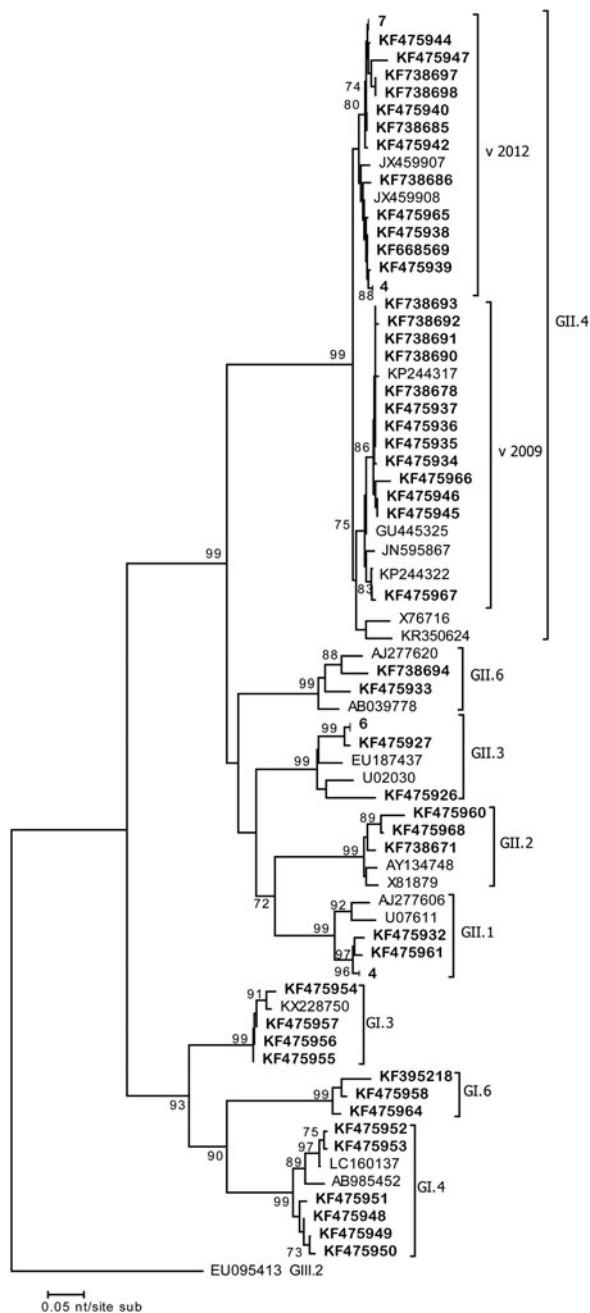 7
KF475944
KF475947
KF738697
74
KF738698
80
KF475940
KF738685
KF475942
v 2012
JX459907
KF738686
JX459908
KF475965
KF475938
KF668569
KF475939
4
88
KF738693
KF738692
GII.4
KF738691
99
KF738690
KP244317
KF738678
KF475937
KF475936
KF475935
86
v 2009
KF475934
KF475966
KF475946
KF475945
75
GU445325
JN595867
99
KP244322
83
KF475967
X76716
KR350624
88
AJ277620
KF738694
GII.6
99
KF475933
AB039778
6
KF475927
GII.3
99
EU187437
U02030
KF475926
KF475960
89
KF475968
GII.2
99
KF738671
AY134748
X81879
72
AJ277606
92
U07611
99
KF475932
GII.1
97
KF475961
96
4
KF475954
91
KX228750
KF475957
GI.3
99
KF475956
KF475955
93
KF395218
99
KF475958
GI.6
KF475964
75
KF475952
97
KF475953
90
89
LC160137
AB985452
GI.4
99
KF475951
KF475948
KF475949
73
KF475950
EU095413 GIII.2
0.05 nt/site sub